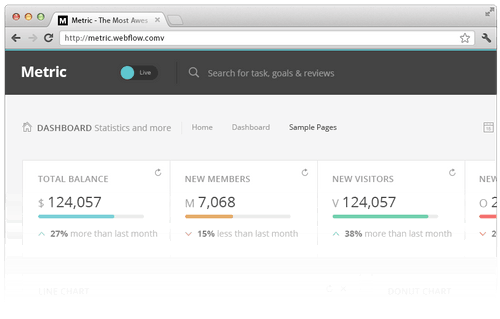 Metric - The Most Awes
http://metric.webflow.comv
Metric
Live
Search for task, goals & reviews
DASHBOARD Statistics and more
Home
Dashboard
Sample Pages
TOTAL BALANCE
$ 124,057
27% more than last month
NEW MEMBERS
M 7,068
15% less than last month
NEW VISITORS
V 124,057
38% more than last month
NEW
O 2
2
LINE CHART
DONUT CHART